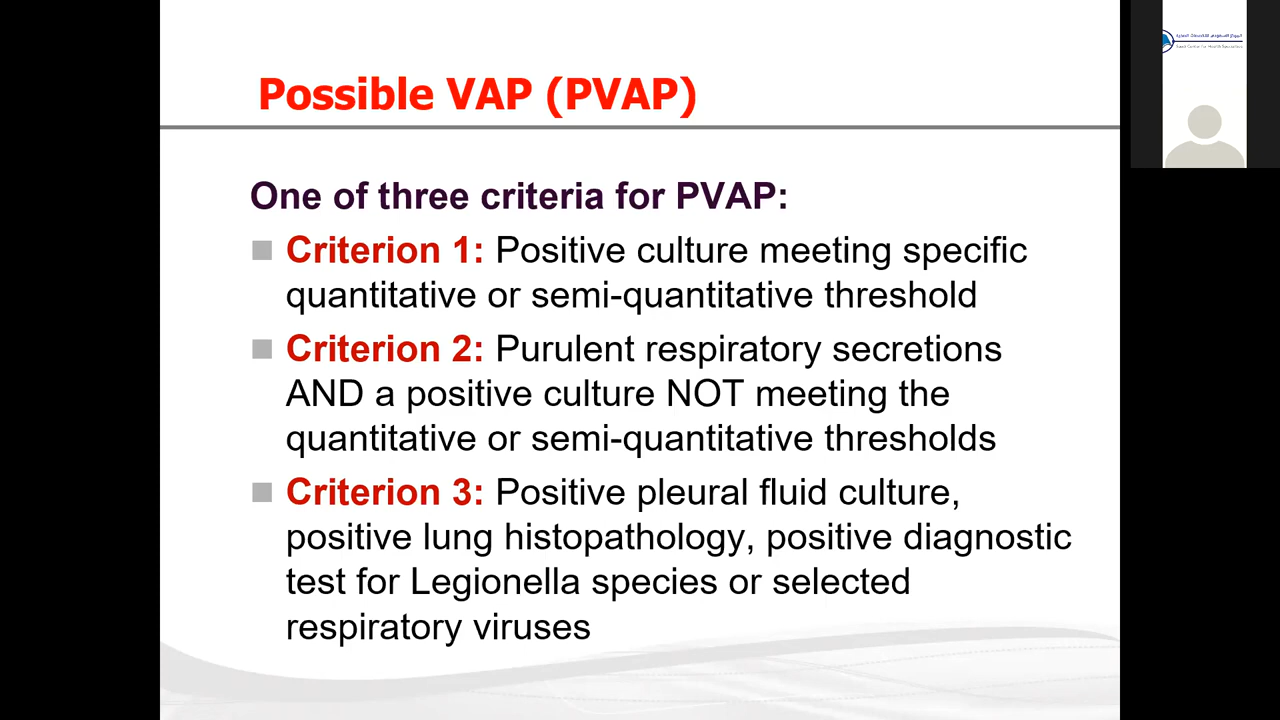 Possible VAP (PVAP)
One of three criteria for PVAP:
Criterion 1: Positive culture meeting specific
quantitative or semi-quantitative threshold
Criterion 2: Purulent respiratory secretions
AND a positive culture NOT meeting the
quantitative or semi-quantitative thresholds
Criterion 3: Positive pleural fluid culture,
positive lung histopathology, positive diagnostic
test for Legionella species or selected
respiratory viruses